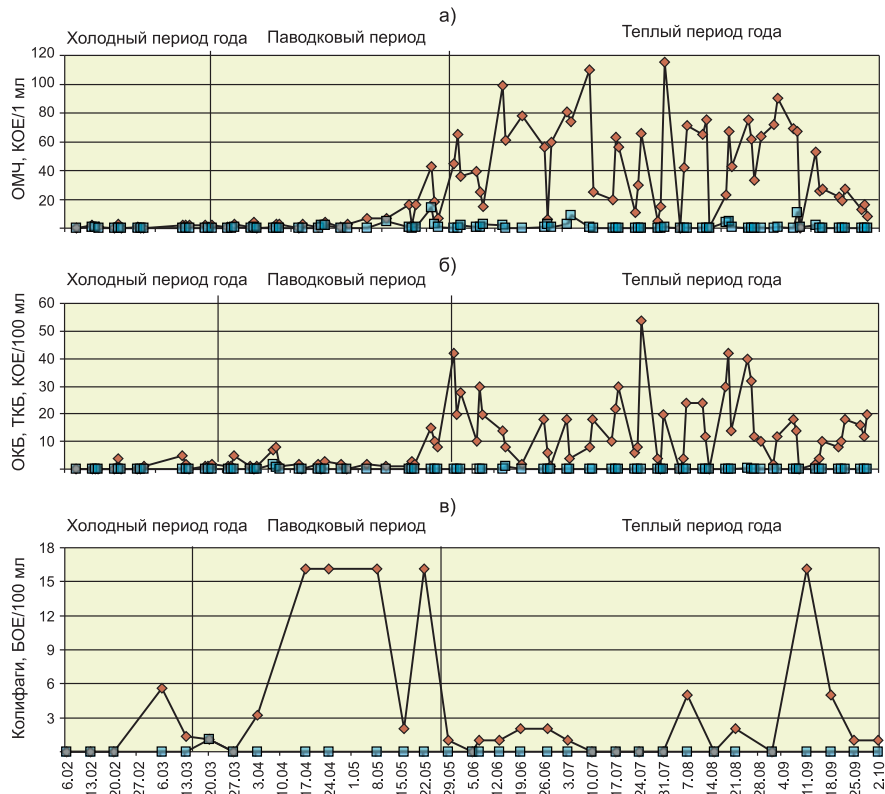 а)
Холодный период года Паводковый период Теплый период года
ОМЧ, КОЕ/1 мл
120
100
80
60
40
20
б)
Холодный период года Паводковый период Теплый период года
ОКБ, ТКБ, КОЕ/100 мл
60
50
40
30
20
10
в)
Холодный период года Паводковый период Теплый период года
Колифаги, БОЕ/100 мл
18
15
12
9
6
3
6.02 13.02 20.02 27.02 6.03 13.03 20.03 27.03 3.04 10.04 17.04 24.04 1.05 8.05 15.05 22.05 29.05 5.06 12.06 19.06 26.06 3.07 10.07 17.07 24.07 31.07 7.08 14.08 21.08 28.08 4.09 11.09 18.09 25.09 2.10